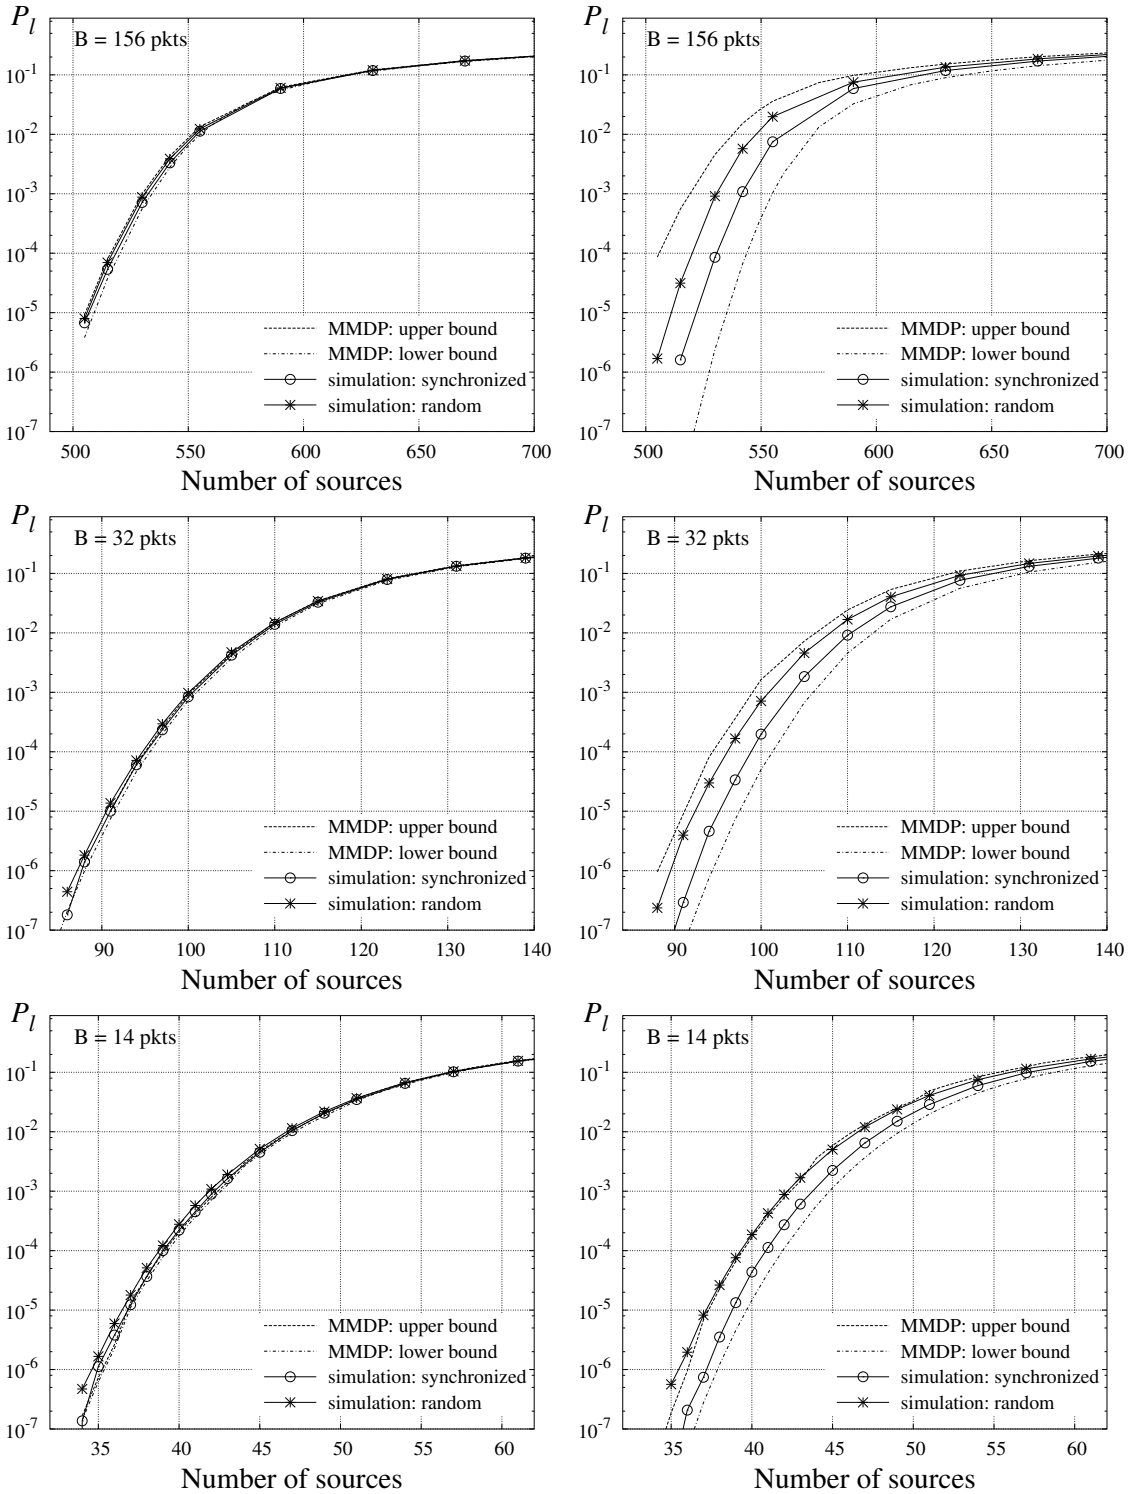 P_l
B = 156 pkts
10^-1
10^-2
10^-3
10^-4
10^-5
10^-6
10^-7
MMDP: upper bound
MMDP: lower bound
simulation: synchronized
simulation: random
500 550 600 650 700
Number of sources
P_l
B = 156 pkts
10^-1
10^-2
10^-3
10^-4
10^-5
10^-6
10^-7
MMDP: upper bound
MMDP: lower bound
simulation: synchronized
simulation: random
500 550 600 650 700
Number of sources
P_l
B = 32 pkts
10^-1
10^-2
10^-3
10^-4
10^-5
10^-6
10^-7
MMDP: upper bound
MMDP: lower bound
simulation: synchronized
simulation: random
90 100 110 120 130 140
Number of sources
P_l
B = 32 pkts
10^-1
10^-2
10^-3
10^-4
10^-5
10^-6
10^-7
MMDP: upper bound
MMDP: lower bound
simulation: synchronized
simulation: random
90 100 110 120 130 140
Number of sources
P_l
B = 14 pkts
10^-1
10^-2
10^-3
10^-4
10^-5
10^-6
10^-7
MMDP: upper bound
MMDP: lower bound
simulation: synchronized
simulation: random
35 40 45 50 55 60
Number of sources
P_l
B = 14 pkts
10^-1
10^-2
10^-3
10^-4
10^-5
10^-6
10^-7
MMDP: upper bound
MMDP: lower bound
simulation: synchronized
simulation: random
35 40 45 50 55 60
Number of sources